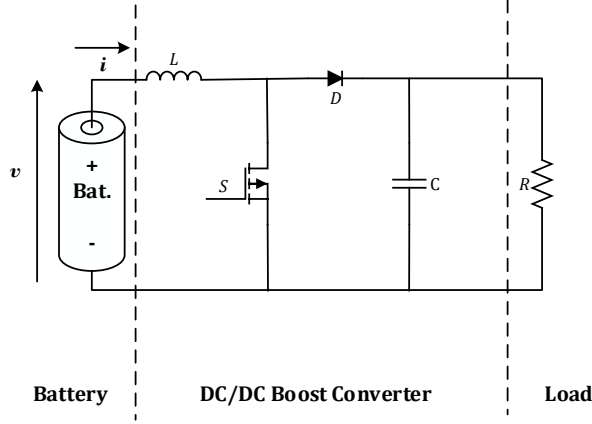 i
L
D
v
+
Bat.
-
S
C
R
Battery
DC/DC Boost Converter
Load